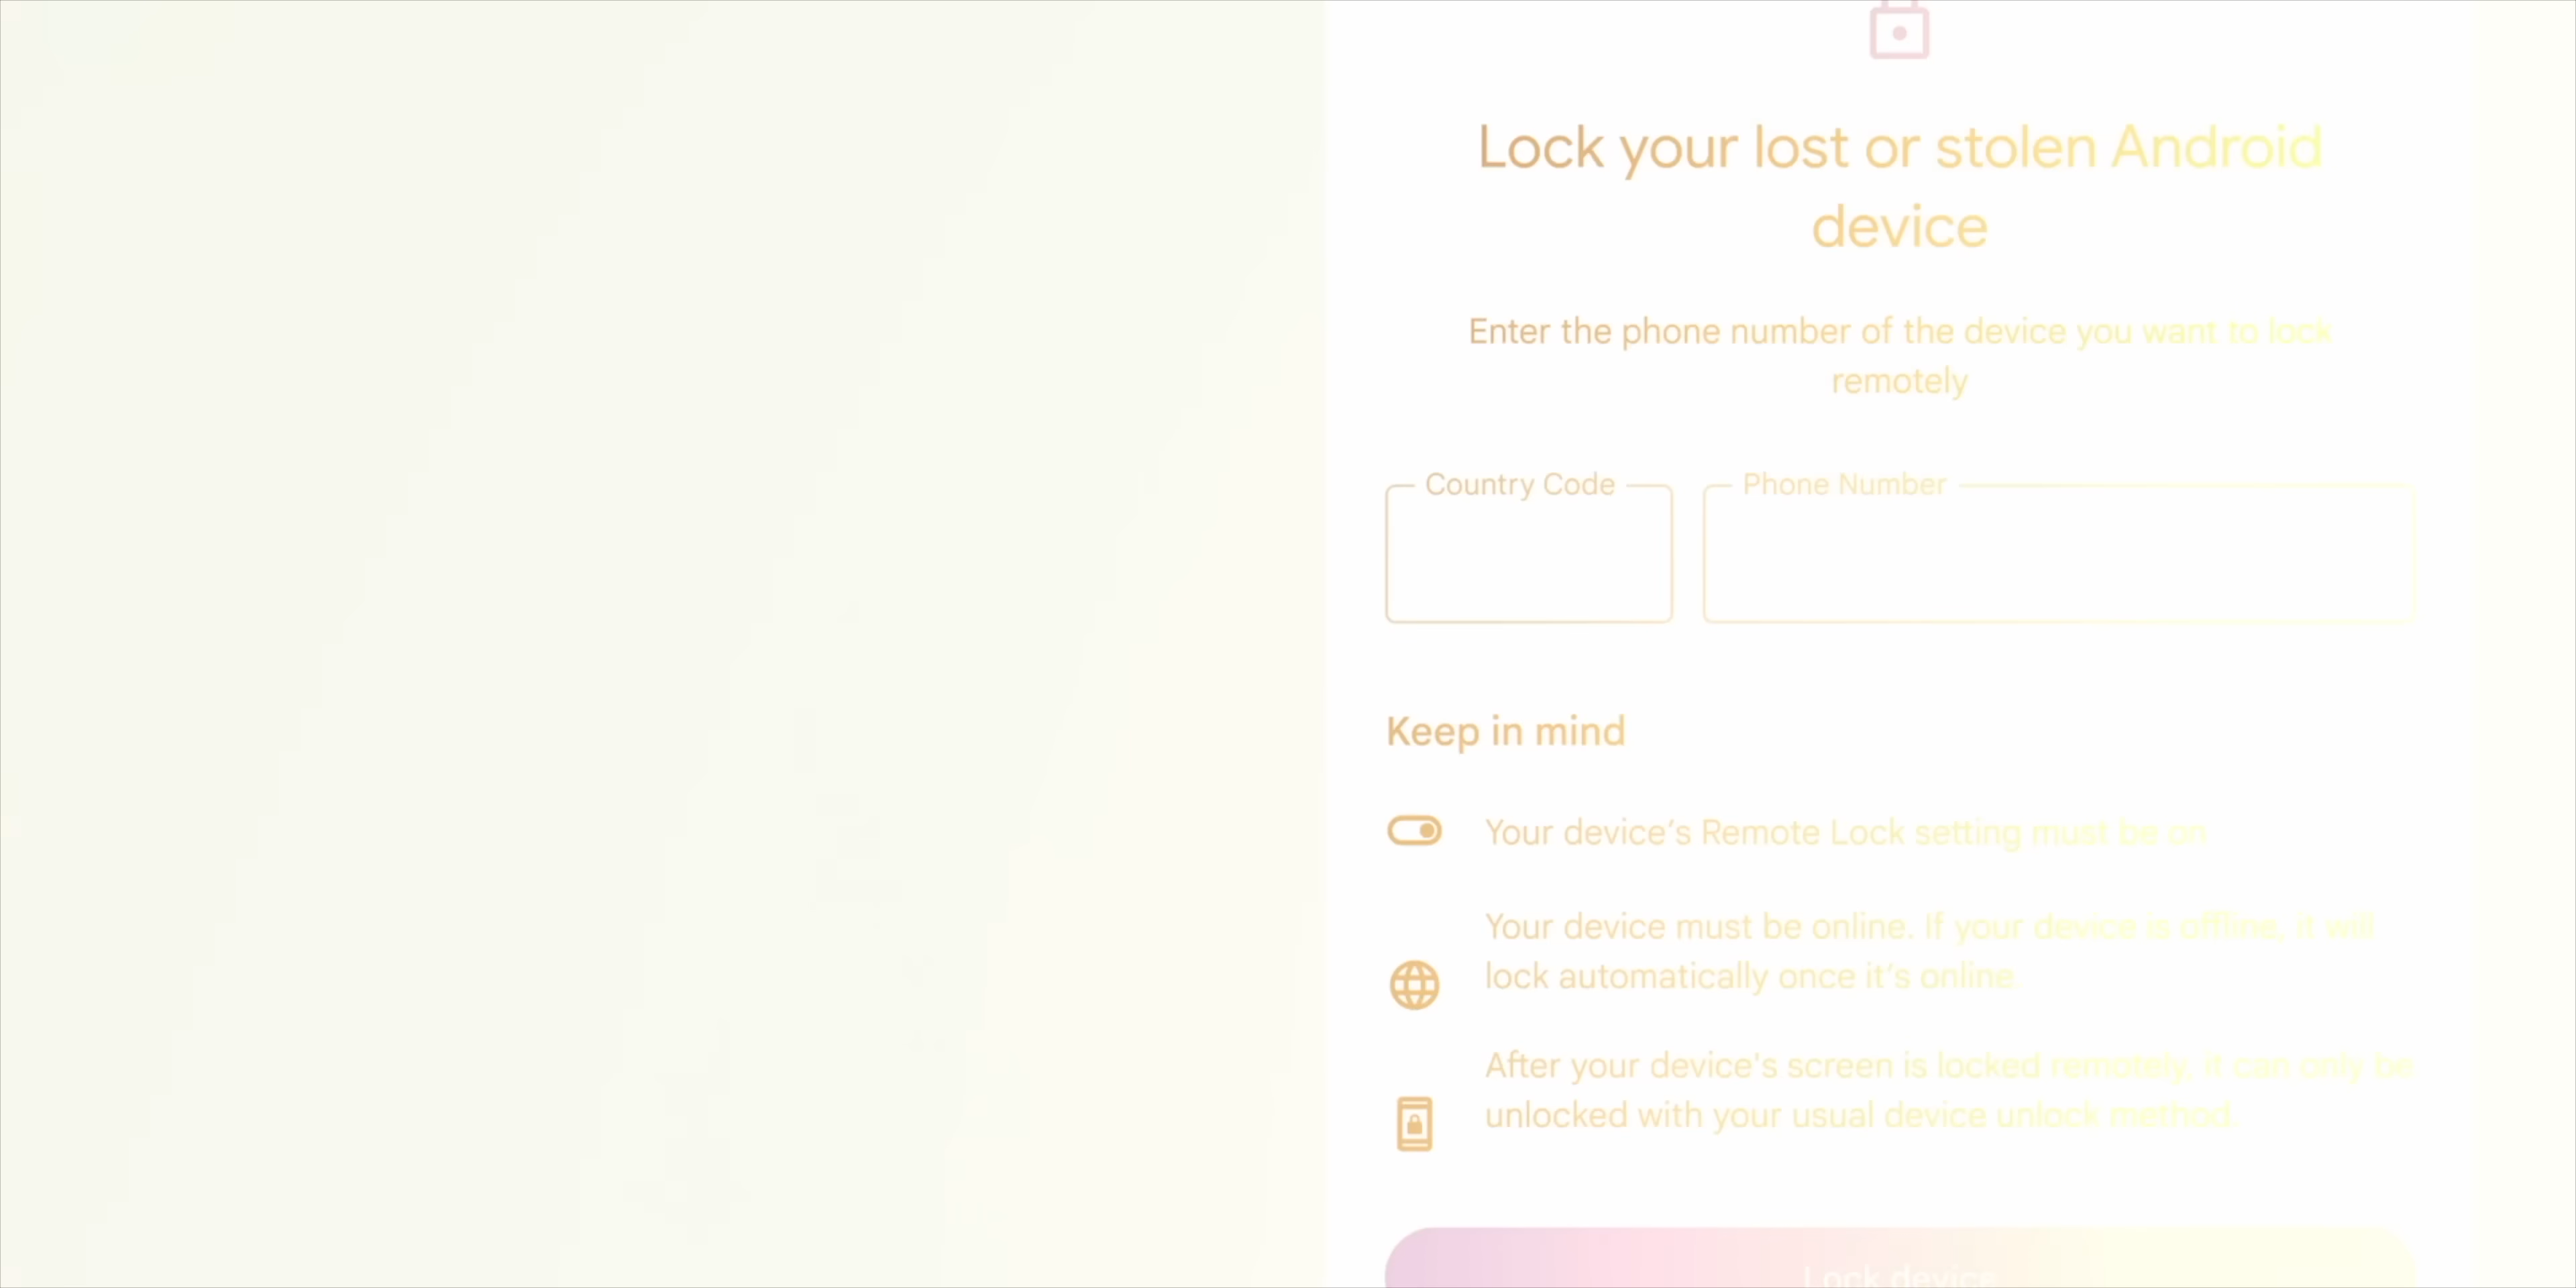 Lock your lost or stolen Android
device
Enter the phone number of the device you want to lock
remotely
Country Code
Phone Number
Keep in mind
Your device’s Remote Lock setting must be on
Your device must be online. If your device is offline, it will
lock automatically once it’s online.
After your device's screen is locked remotely, it can only be
unlocked with your usual device unlock method.
Lock device